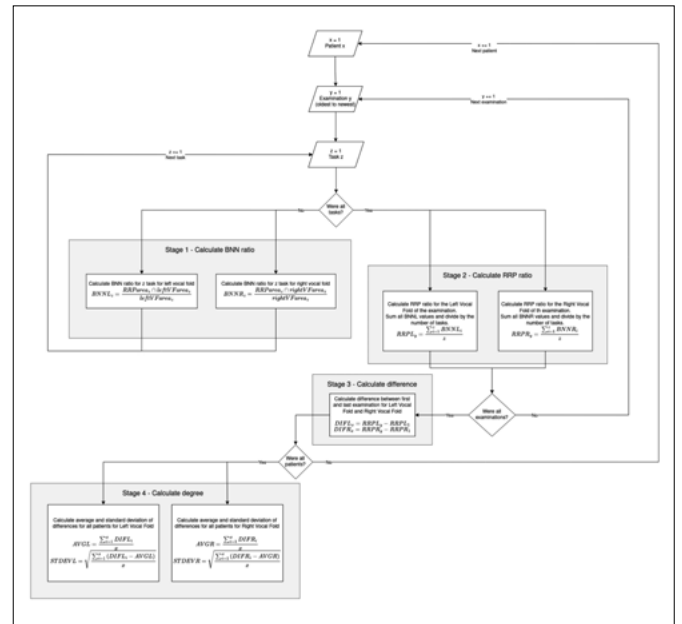 x = 1
Patient x
x += 1
Next patient
y = 1
Examination y
(oldest to newest)
y += 1
Next examination
z = 1
Task z
z += 1
Next task
Were all
tasks?
No
Yes
Stage 1 - Calculate BNN ratio
Calculate BNN ratio for z task for left vocal fold
BNNL_z = (RRParea_z ∩ leftVFarea_z) / leftVFarea_z
Calculate BNN ratio for z task for right vocal fold
BNNR_z = (RRParea_z ∩ rightVFarea_z) / rightVFarea_z
Stage 2 - Calculate RRP ratio
Calculate RRP ratio for the Left Vocal
Fold of the examination.
Sum all BNNL values and divide by the
number of tasks.
Calculate RRP ratio for the Right Vocal
Fold of th examination.
Sum all BNNR values and divide by the
number of tasks.
Stage 3 - Calculate difference
Calculate difference between first
and last examination for Left Vocal
Fold and Right Vocal Fold
Were all
examinations?
Yes
No
Were all
patients?
Yes
No
Stage 4 - Calculate degree
Calculate average and standard deviation of
differences for all patients for Left Vocal Fold
Calculate average and standard deviation of
differences for all patients for Right Vocal Fold